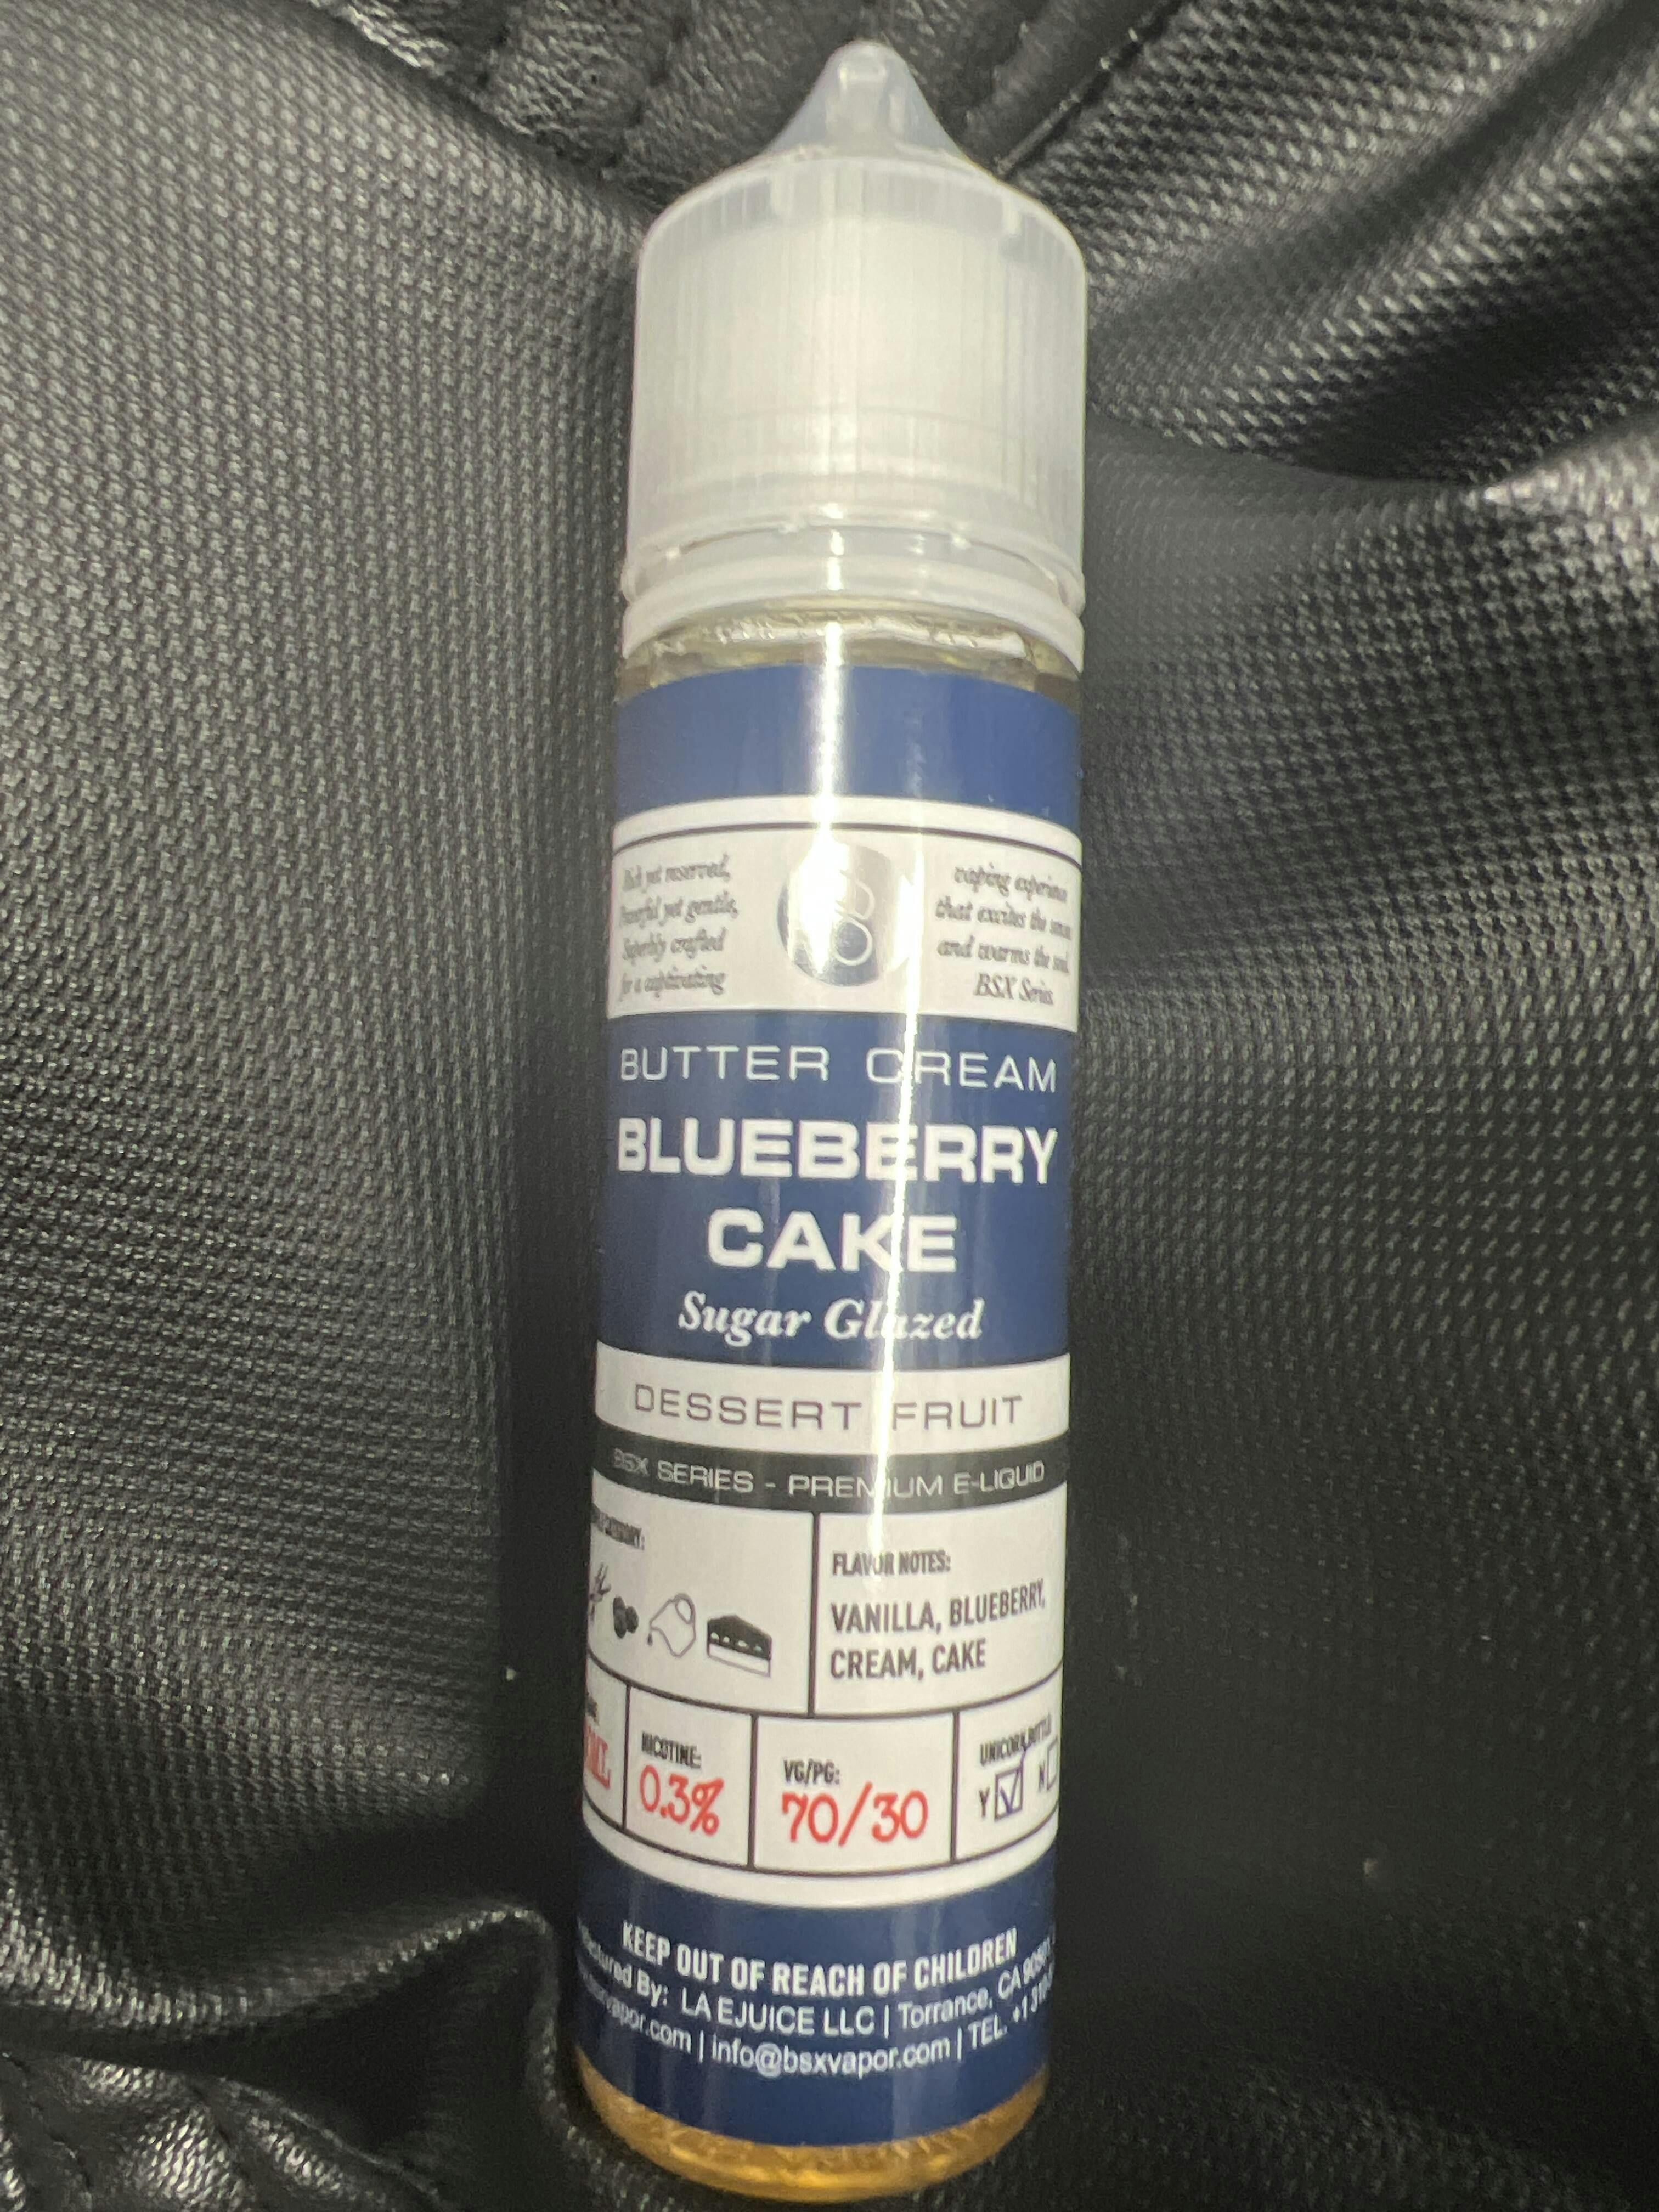 yet reserved,
Powerful yet gentle,
Superbly crafted
for a captivating
vaping experience
that excites the
and warms the
BSX Series.
BUTTER CREAM
BLUEBERRY
CAKE
Sugar Glazed
DESSERT FRUIT
BSX SERIES - PREMIUM E-LIQUID
FLAVOR NOTES:
VANILLA, BLUEBERRY,
CREAM, CAKE
NICOTINE:
0.3%
VG/PG:
70/30
UNICORN BOTTLE
Y N
KEEP OUT OF REACH OF CHILDREN
By: LA EJUICE LLC | Torrance, CA
info@bsxvapor.com | TEL.